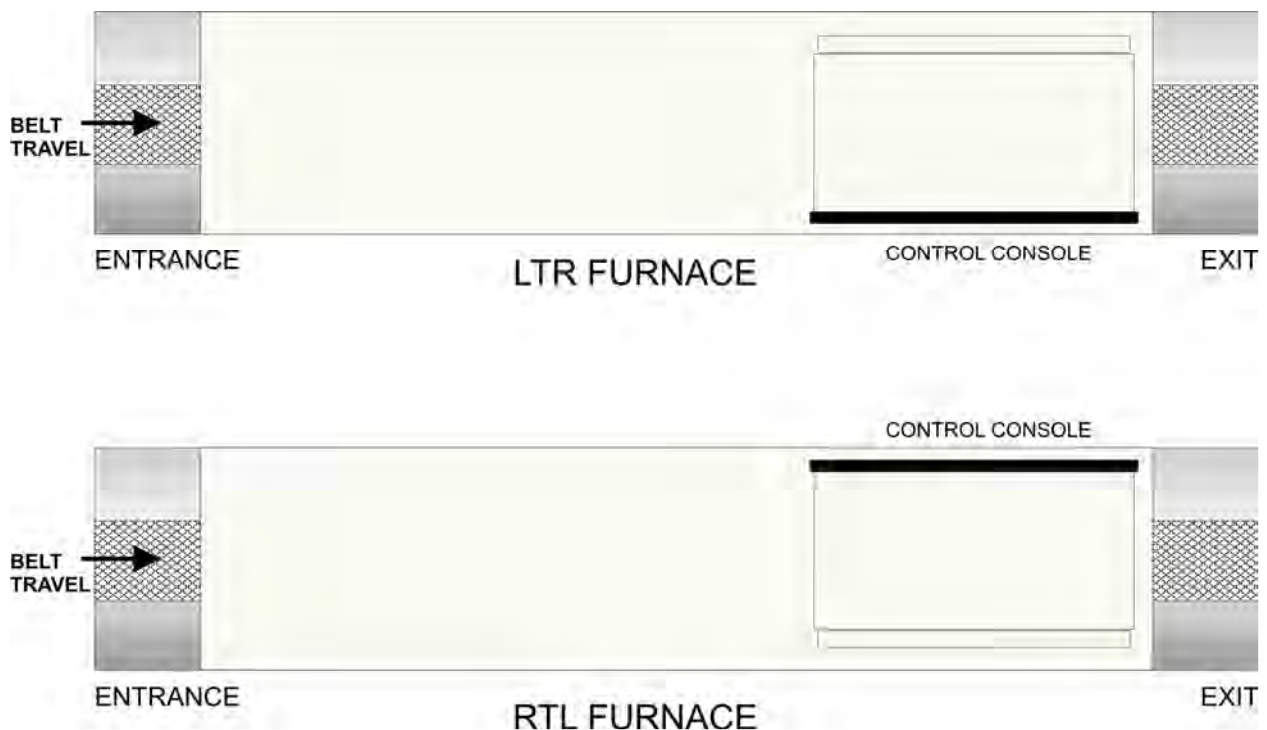 BELT
TRAVEL
ENTRANCE
LTR FURNACE
CONTROL CONSOLE
EXIT
CONTROL CONSOLE
BELT
TRAVEL
ENTRANCE
RTL FURNACE
EXIT